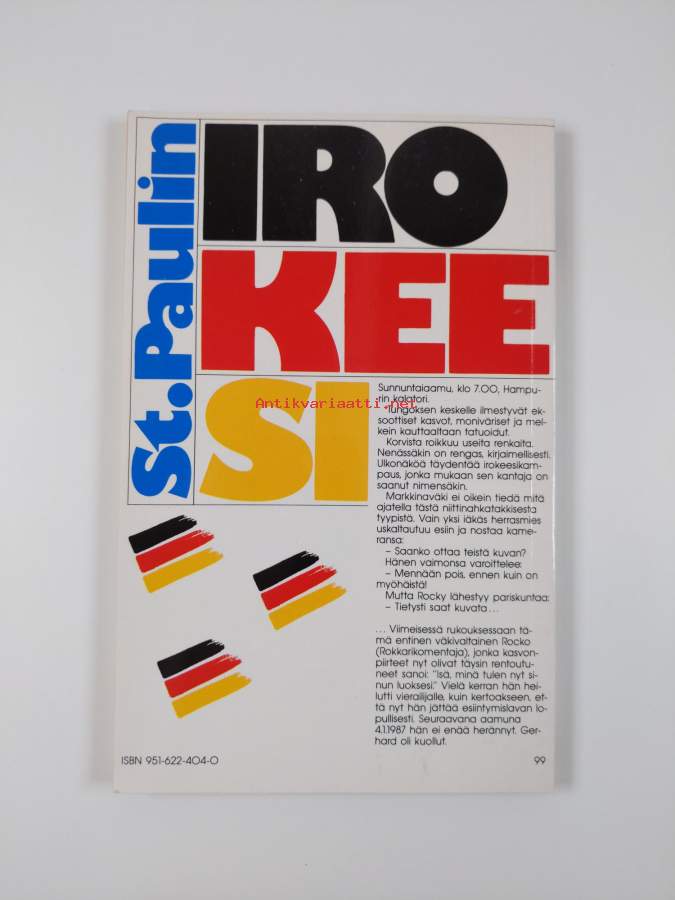 St.Paulin
IRO
KEE
SI
Antikvariaatti.net
Sunnuntaiaamu, klo 7.00, Hampu-
rin kalatori.
Tungoksen keskelle ilmestyvät ek-
soottiset kasvot, moniväriset ja mel-
kein kauttaaltaan tatuoidut.
Korvista roikkuu useita renkaita.
Nenässäkin on rengas, kirjaimellisesti.
Ulkonäköä täydentää irokeesikam-
paus, jonka mukaan sen kantaja on
saanut nimensäkin.
Markkinaväki ei oikein tiedä mitä
ajatella tästä niittinahkatakkisesta
tyypistä. Vain yksi iäkäs herrasmies
uskaltautuu esiin ja nostaa kame-
ransa:
– Saanko ottaa teistä kuvan?
Hänen vaimonsa varoittelee:
– Mennään pois, ennen kuin on
myöhäistä!
Mutta Rocky lähestyy pariskuntaa:
– Tietysti saat kuvata...
... Viimeisessä rukouksessaan tä-
mä entinen väkivaltainen Rocko
(Rokkarikomentaja), jonka kasvon-
piirteet nyt olivat täysin rentoutu-
neet sanoi: "Isä, minä tulen nyt si-
nun luoksesi." Vielä kerran hän hei-
lutti vierailijalle, kuin kertoakseen, et-
tä nyt hän jättää esiintymislavan lo-
pullisesti. Seuraavana aamuna
4.1.1987 hän ei enää herännyt. Ger-
hard oli kuollut.
ISBN 951-622-404-0
99